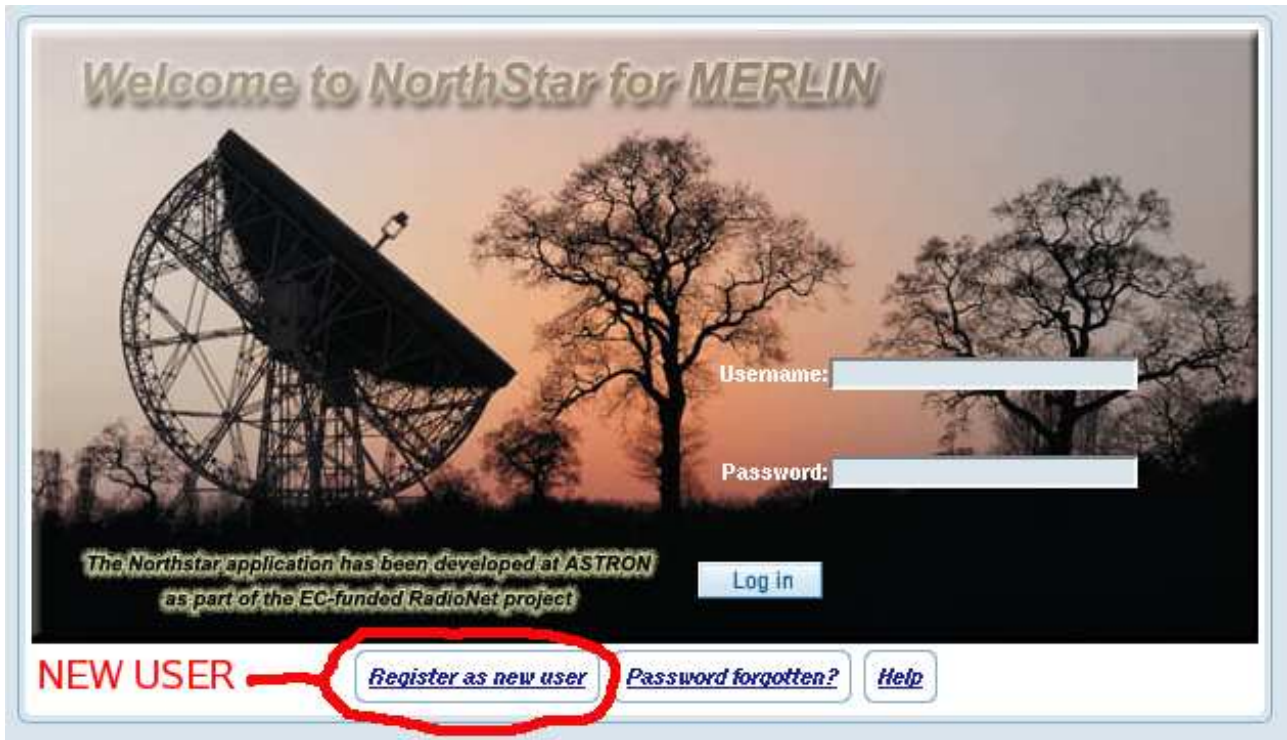 Welcome to NorthStar for MERLIN
Username:
Password:
The Northstar application has been developed at ASTRON
as part of the EC-funded RadioNet project
Log in
NEW USER
Register as new user
Password forgotten?
Help